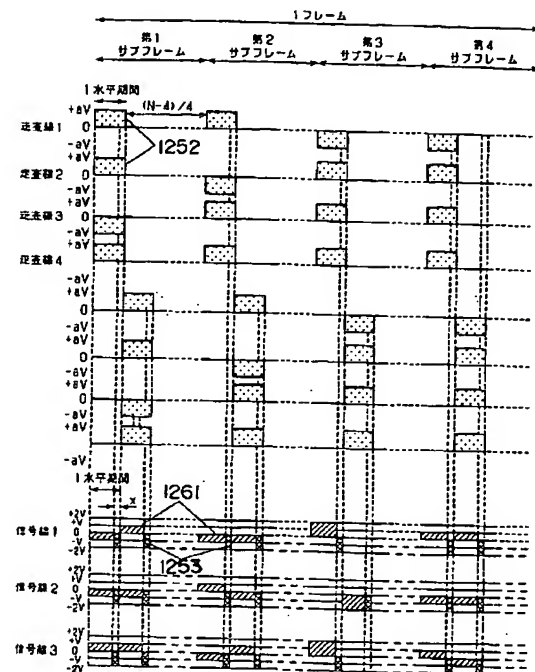 1フレーム
第1 第2 第3 第4
サブフレーム サブフレーム サブフレーム サブフレーム
1水平期間 (N-4)/4
+aV
走査線1 0
-aV
1252
+aV
走査線2 0
-aV
+aV
走査線3 0
-aV
+aV
走査線4
-aV
+aV
0
-aV
+aV
0
-aV
+aV
0
-aV
+aV
-aV
1水平期間
x 1261
+2V
+V
信号線1 0
-V
-2V
1253
+2V
+V
信号線2 0
-V
-2V
+2V
+V
信号線3 0
-V
-2V